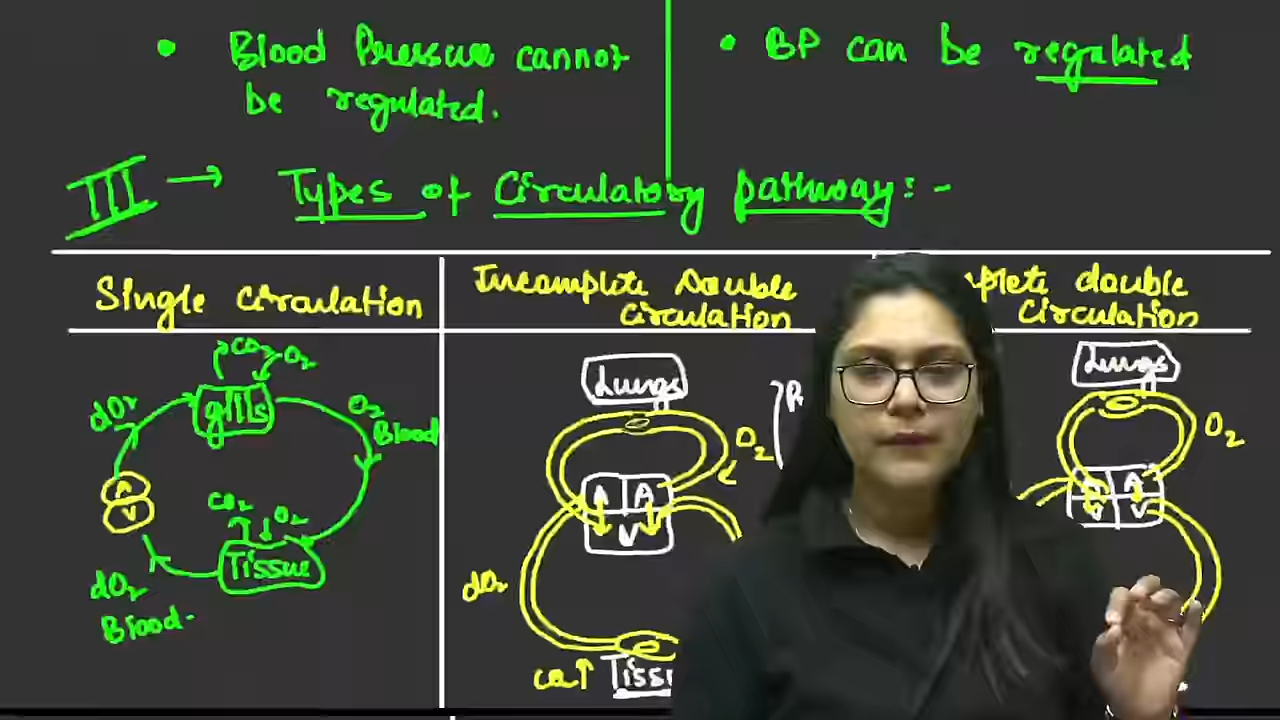 • Blood Pressure cannot
be regulated.
• BP can be regulated
III → Types of Circulatory pathway:-
Single circulation
Incomplete Double
Circulation
double
Circulation
CO2 O2
gills
dO2
O2
Blood
A
V
CO2 O2
Tissue
dO2
Blood
Lungs
O2
A A
V
dO2
Lungs
O2
A A
V V